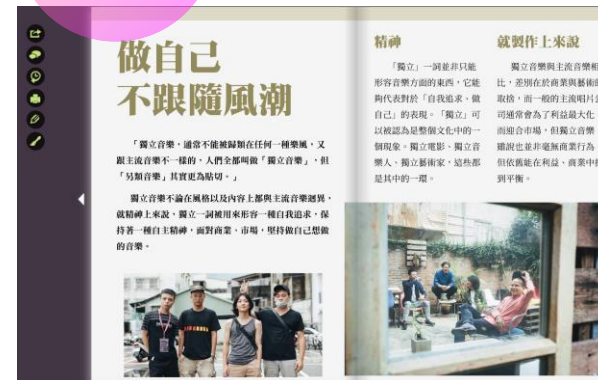 做自己
不跟隨風潮
「獨立音樂，通常不能被歸類在任何一種樂風，又
跟主流音樂不一樣的，人們全都叫做「獨立音樂」，但
「另類音樂」其實更為貼切。」
獨立音樂不論在風格以及內容上都與主流音樂迥異，
就精神上來說，獨立一詞被用來形容一種自我追求，保
持著一種自主精神，面對商業、市場，堅持做自己想做
的音樂。
精神
「獨立」一詞並非只能
形容音樂方面的東西，它能
夠代表對於「自我追求、做
自己」的表現。「獨立」可
以被認為是整個文化中的一
個現象。獨立電影、獨立音
樂人、獨立藝術家，這些都
是其中的一環。
就製作上來說
獨立音樂與主流音樂相
比，差別在於商業與藝術的
取捨，而一般的主流唱片公
司通常會為了利益最大化
而迎合市場，但獨立音樂
雖說也並非毫無商業行為
但依舊能在利益、商業中找
到平衡。